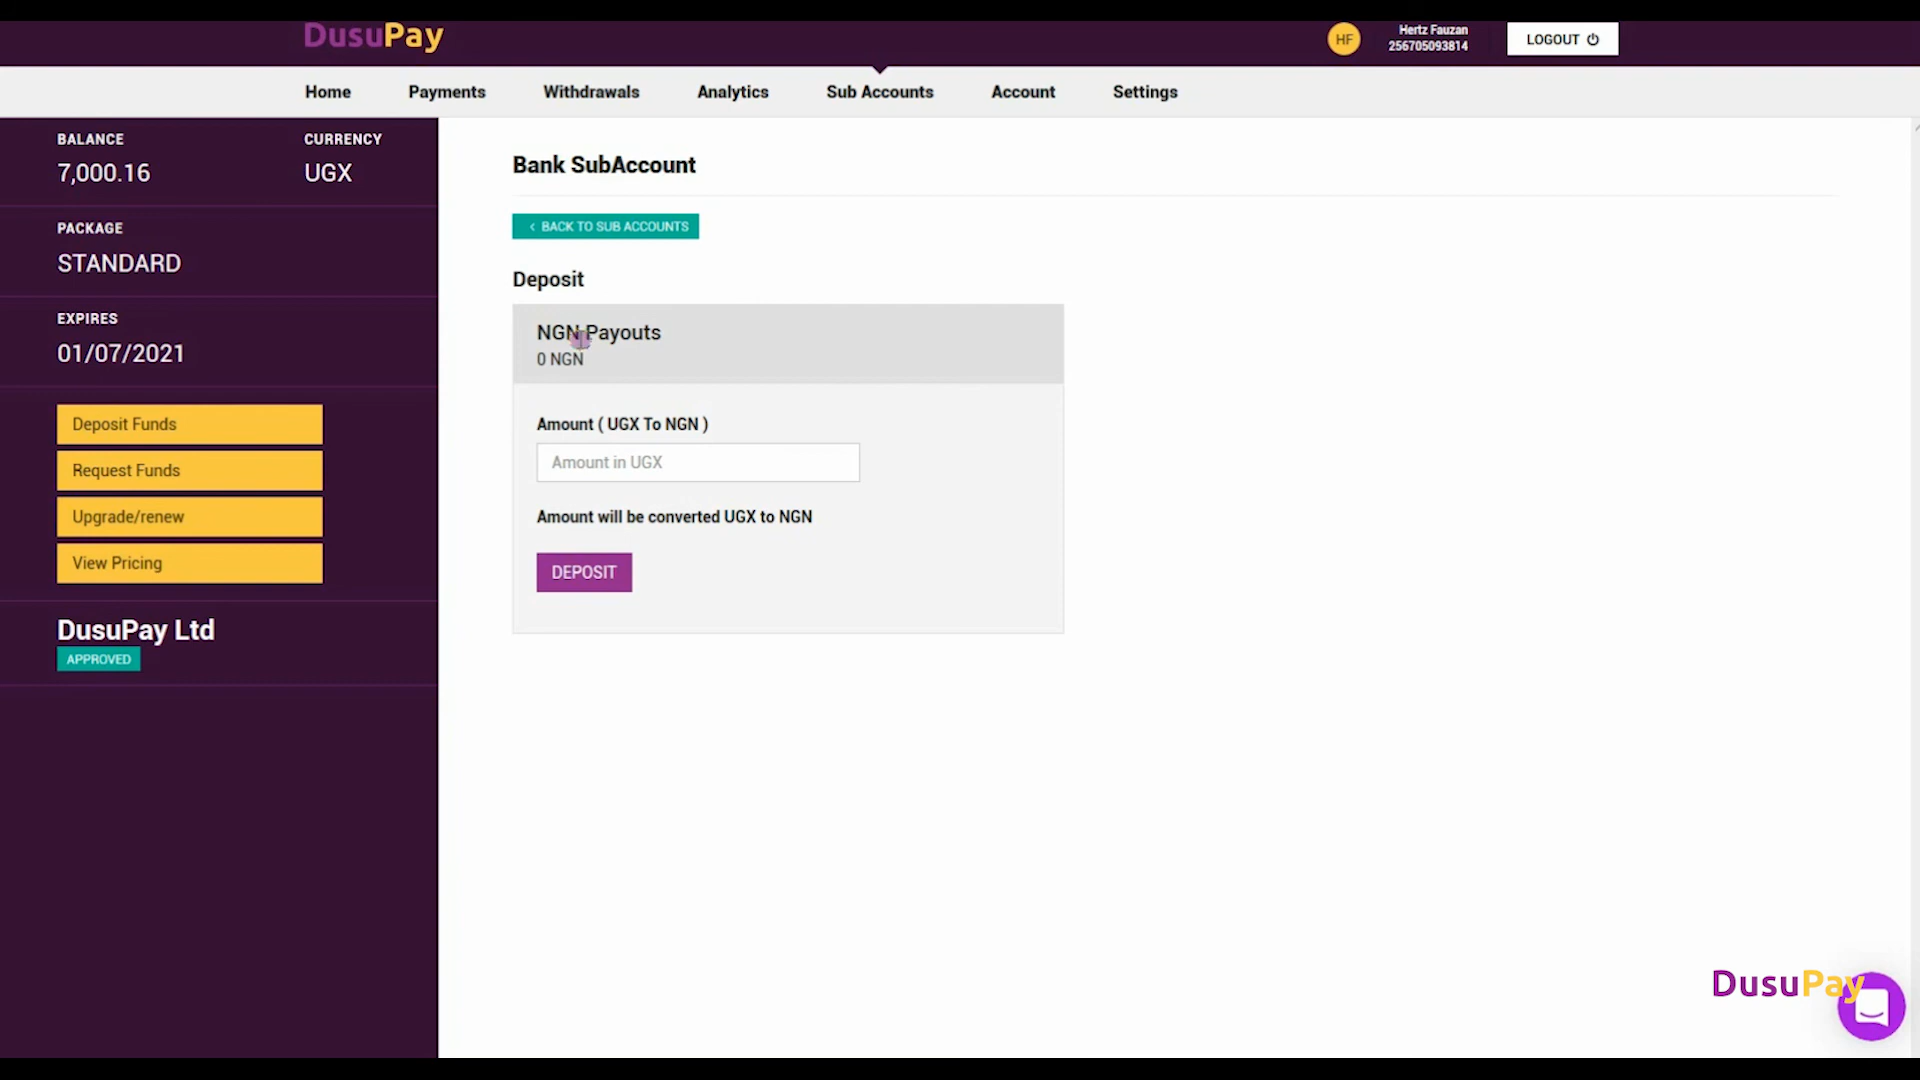 DusuPay
HF
Hertz Fauzan
256705093814
LOGOUT
Home
Payments
Withdrawals
Analytics
Sub Accounts
Account
Settings
BALANCE
7,000.16
CURRENCY
UGX
PACKAGE
STANDARD
EXPIRES
01/07/2021
Deposit Funds
Request Funds
Upgrade/renew
View Pricing
DusuPay Ltd
APPROVED
Bank SubAccount
< BACK TO SUB ACCOUNTS
Deposit
NGN Payouts
0 NGN
Amount ( UGX To NGN )
Amount in UGX
Amount will be converted UGX to NGN
DEPOSIT
DusuPay